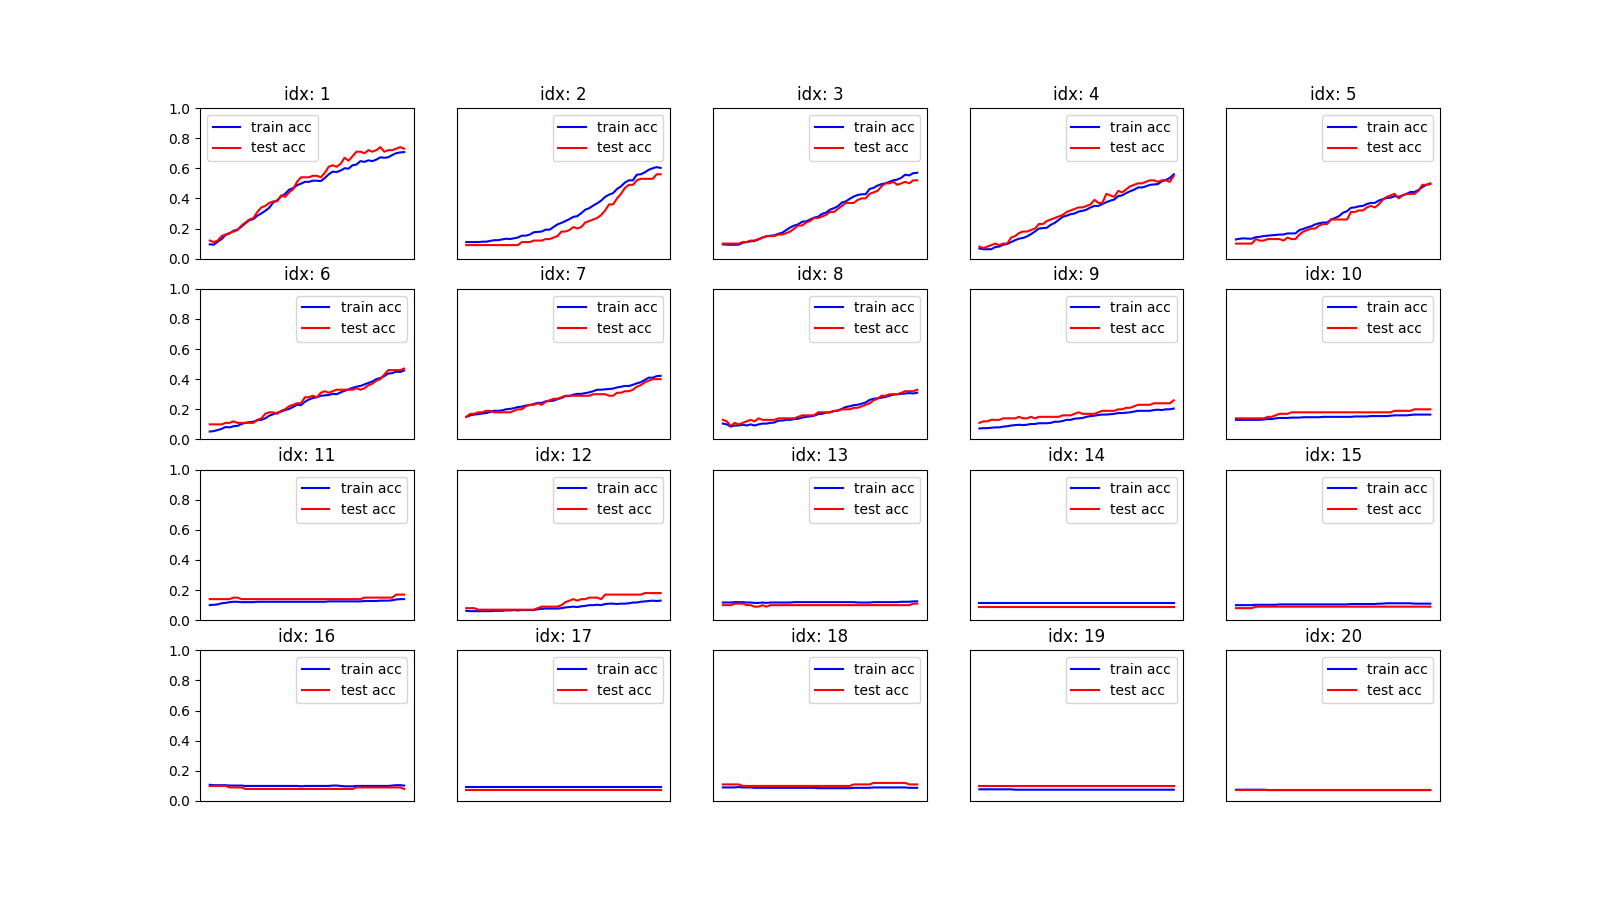 idx: 1
idx: 2
idx: 3
idx: 4
idx: 5
1.0
0.8
0.6
0.4
0.2
0.0
train acc
test acc
train acc
test acc
train acc
test acc
train acc
test acc
train acc
test acc
idx: 6
idx: 7
idx: 8
idx: 9
idx: 10
1.0
0.8
0.6
0.4
0.2
0.0
train acc
test acc
train acc
test acc
train acc
test acc
train acc
test acc
train acc
test acc
idx: 11
idx: 12
idx: 13
idx: 14
idx: 15
1.0
0.8
0.6
0.4
0.2
0.0
train acc
test acc
train acc
test acc
train acc
test acc
train acc
test acc
train acc
test acc
idx: 16
idx: 17
idx: 18
idx: 19
idx: 20
1.0
0.8
0.6
0.4
0.2
0.0
train acc
test acc
train acc
test acc
train acc
test acc
train acc
test acc
train acc
test acc